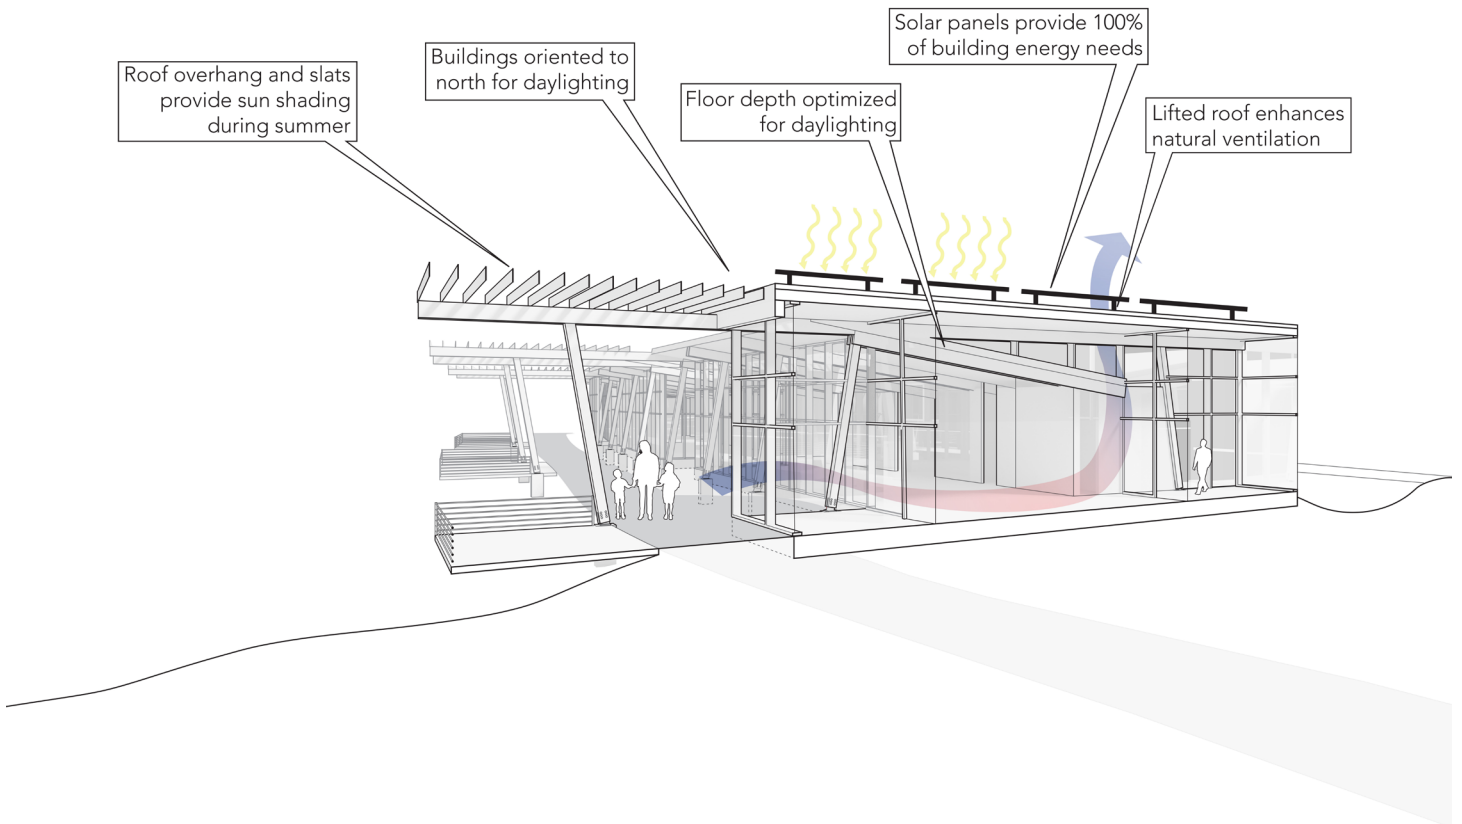 Roof overhang and slats
provide sun shading
during summer
Buildings oriented to
north for daylighting
Floor depth optimized
for daylighting
Solar panels provide 100%
of building energy needs
Lifted roof enhances
natural ventilation